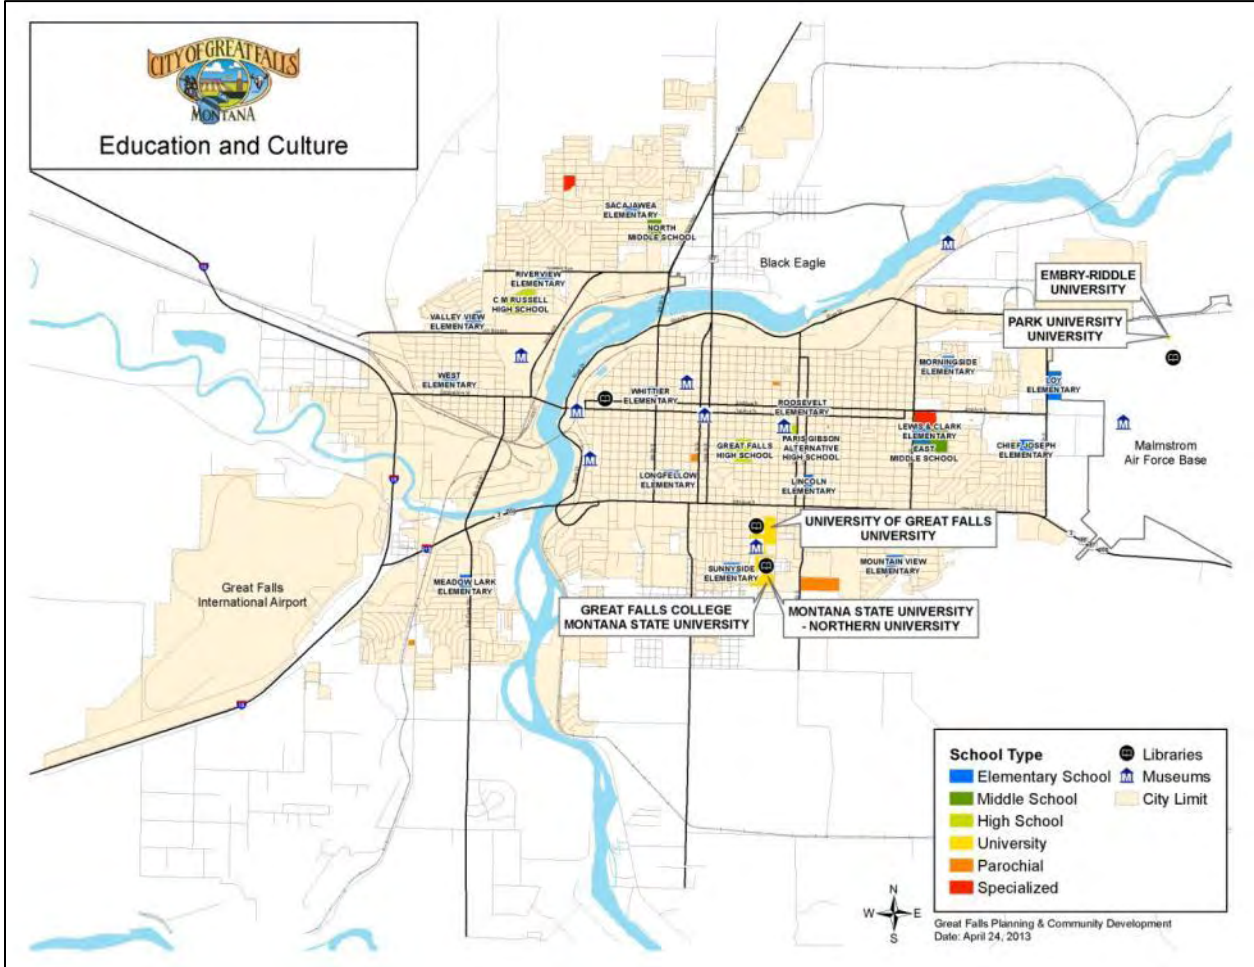 CITY OF GREAT FALLS
MONTANA
Education and Culture
SACAJAWEA
ELEMENTARY
NORTH
MIDDLE SCHOOL
Black Eagle
RIVERVIEW
ELEMENTARY
C M RUSSELL
HIGH SCHOOL
VALLEY VIEW
ELEMENTARY
EMBRY-RIDDLE
UNIVERSITY
PARK UNIVERSITY
UNIVERSITY
WEST
ELEMENTARY
WHITTIER
ELEMENTARY
MORNINGSIDE
ELEMENTARY
LOY
ELEMENTARY
ROOSEVELT
ELEMENTARY
LEWIS & CLARK
ELEMENTARY
GREAT FALLS
HIGH SCHOOL
PARIS GIBSON
ALTERNATIVE
HIGH SCHOOL
EAST
MIDDLE SCHOOL
CHIEF JOSEPH
ELEMENTARY
Malmstrom
Air Force Base
LONGFELLOW
ELEMENTARY
LINCOLN
ELEMENTARY
UNIVERSITY OF GREAT FALLS
UNIVERSITY
SUNNYSIDE
ELEMENTARY
MOUNTAIN VIEW
ELEMENTARY
MEADOW LARK
ELEMENTARY
Great Falls
International Airport
GREAT FALLS COLLEGE
MONTANA STATE UNIVERSITY
MONTANA STATE UNIVERSITY
- NORTHERN UNIVERSITY
School Type
Elementary School
Middle School
High School
University
Parochial
Specialized
Libraries
Museums
City Limit
N
W
E
S
Great Falls Planning & Community Development
Date: April 24, 2013